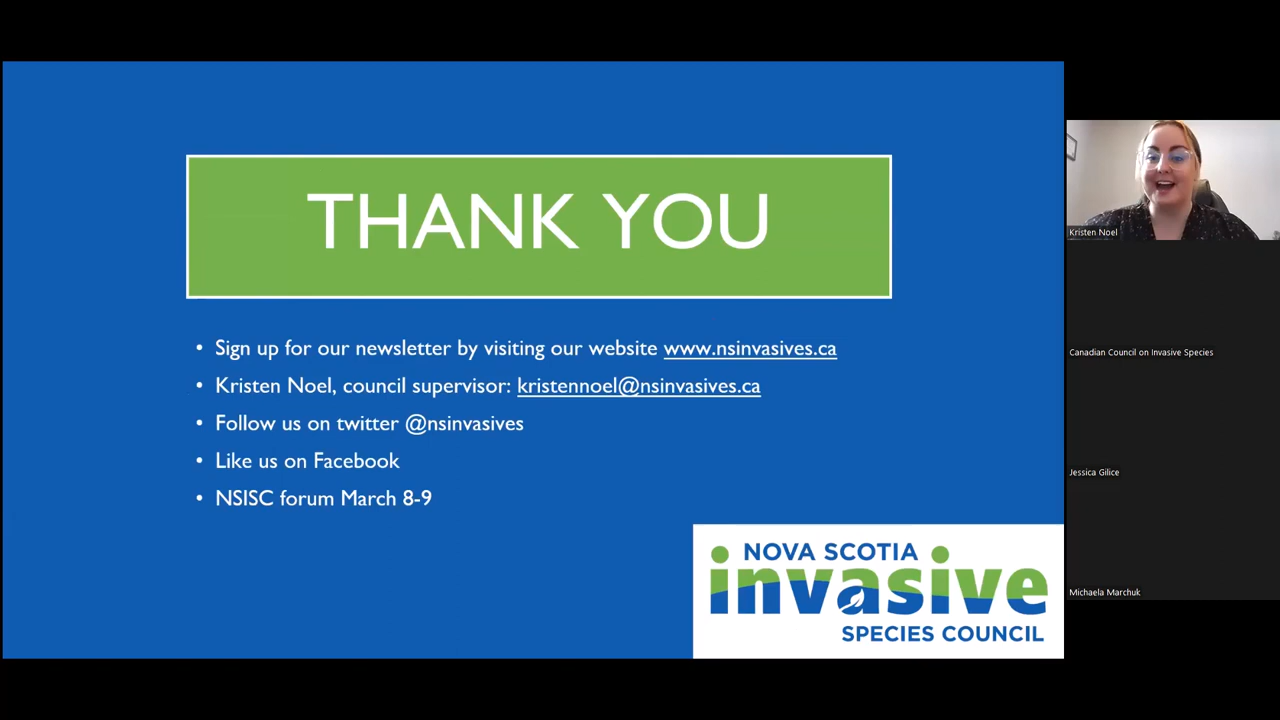 THANK YOU
• Sign up for our newsletter by visiting our website www.nsinvasives.ca
• Kristen Noel, council supervisor: kristennoel@nsinvasives.ca
• Follow us on twitter @nsinvasives
• Like us on Facebook
• NSISC forum March 8-9
NOVA SCOTIA
invasive
SPECIES COUNCIL
Kristen Noel
Canadian Council on Invasive Species
Jessica Gilice
Michaela Marchuk